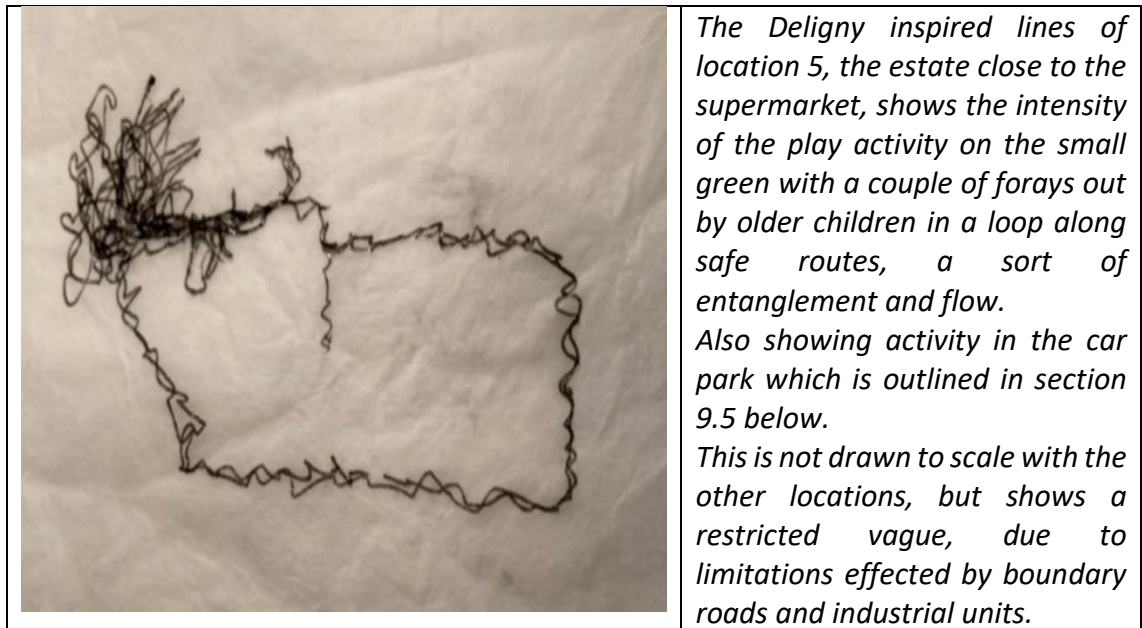 The Deligny inspired lines of
location 5, the estate close to the
supermarket, shows the intensity
of the play activity on the small
green with a couple of forays out
by older children in a loop along
safe routes, a sort of
entanglement and flow.
Also showing activity in the car
park which is outlined in section
9.5 below.
This is not drawn to scale with the
other locations, but shows a
restricted vague, due to
limitations effected by boundary
roads and industrial units.